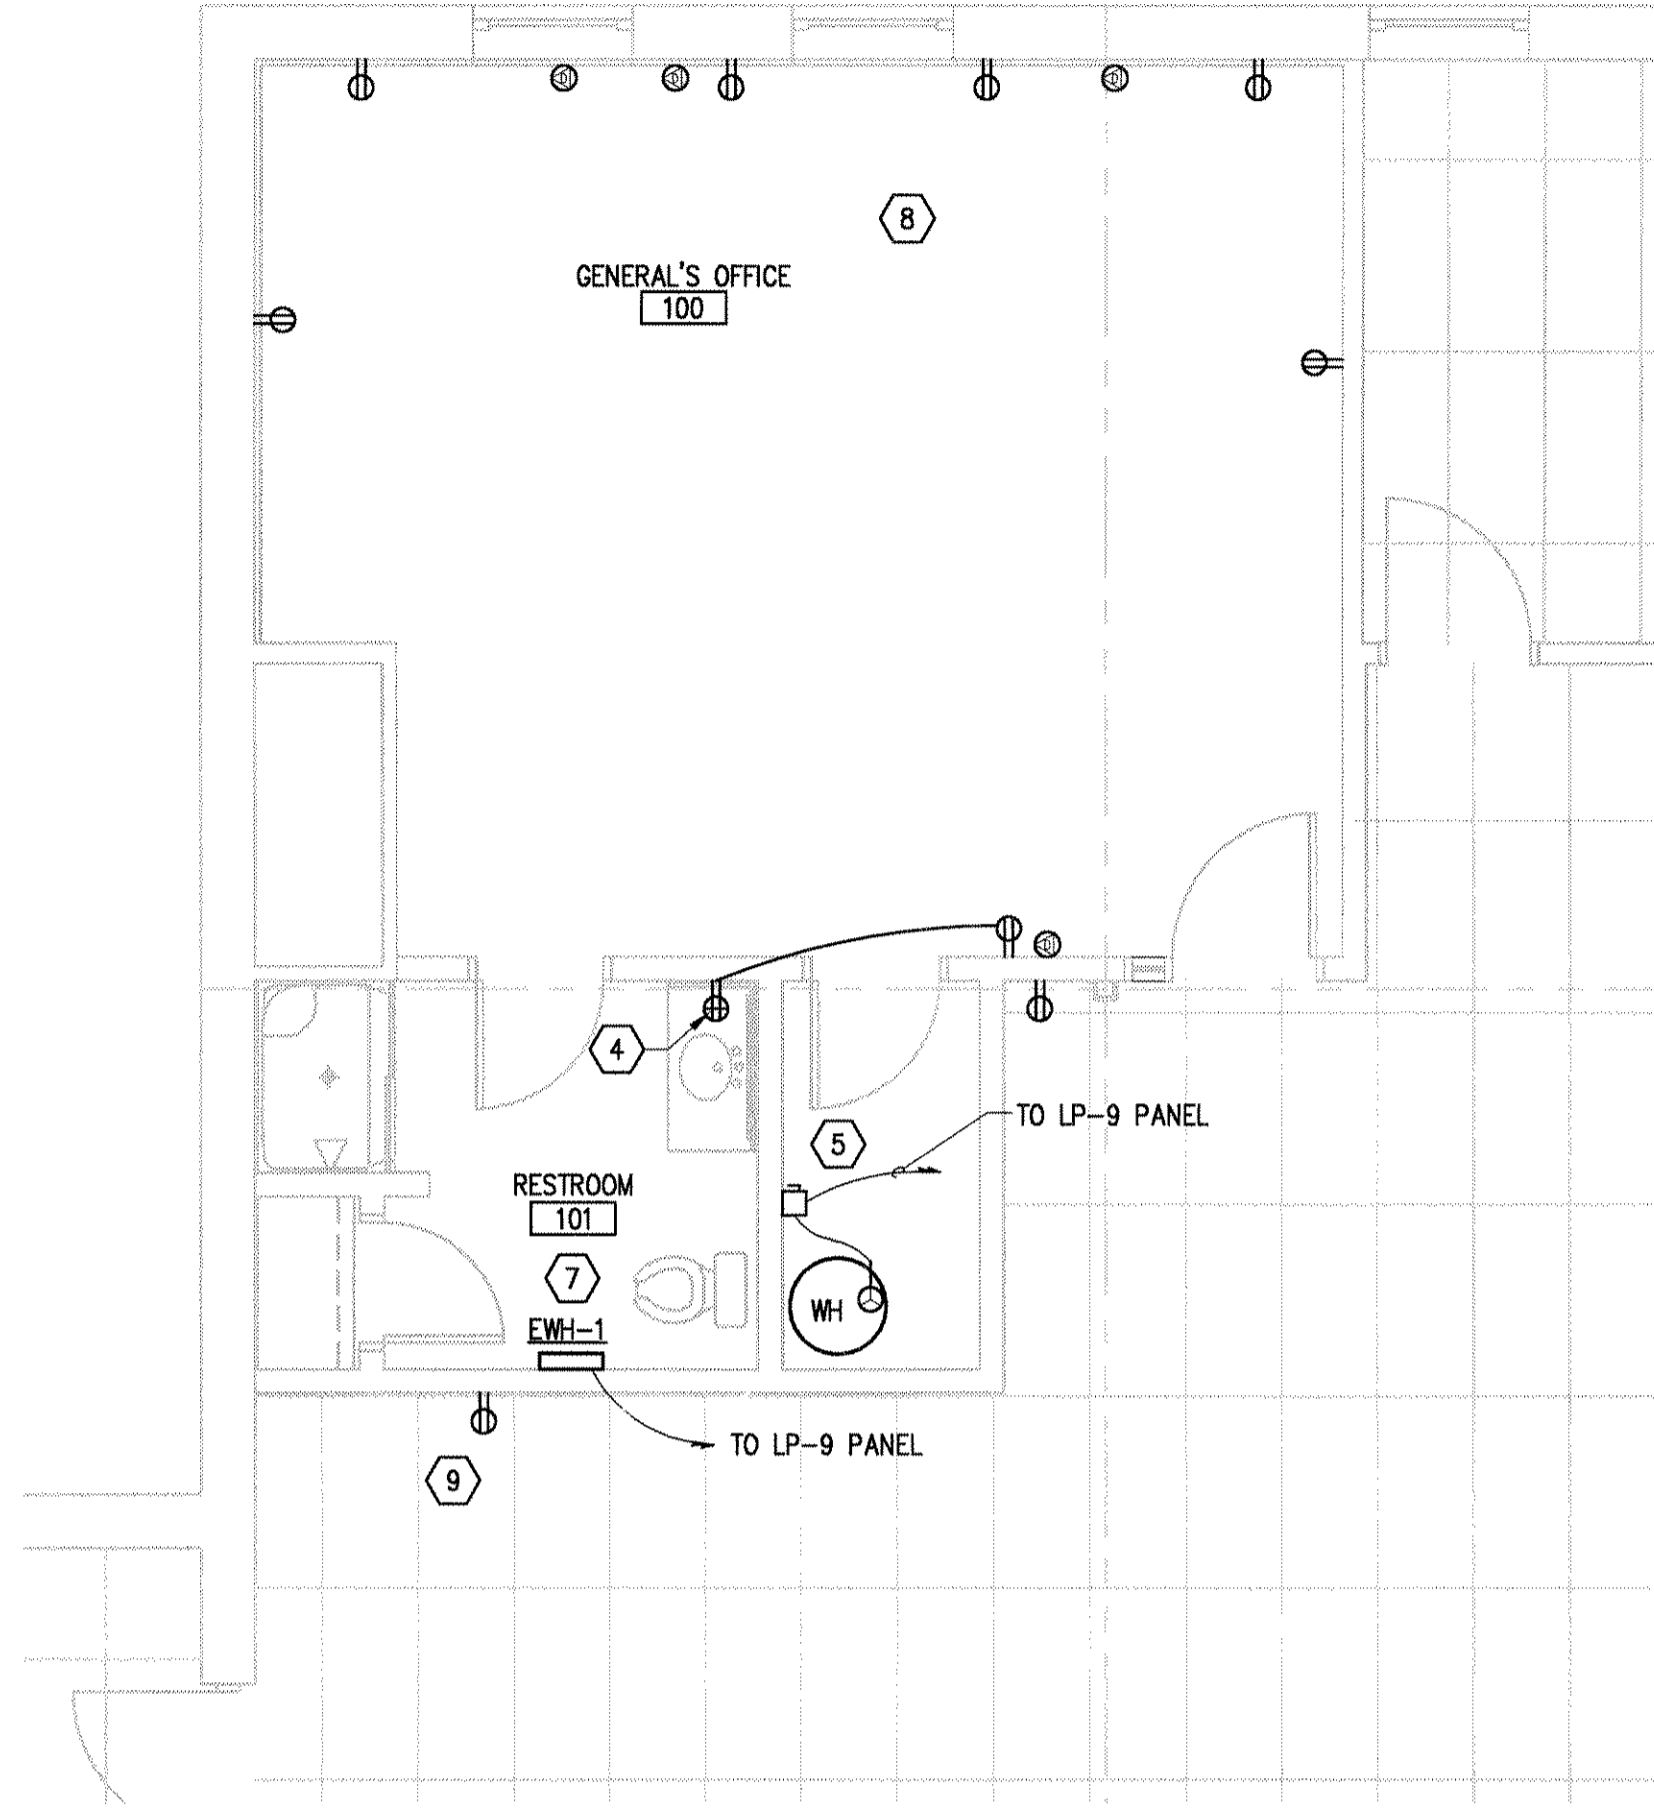 D
D
D
8
GENERAL'S OFFICE
100
D
4
TO LP-9 PANEL
5
RESTROOM
101
7
WH
EWH-1
TO LP-9 PANEL
9